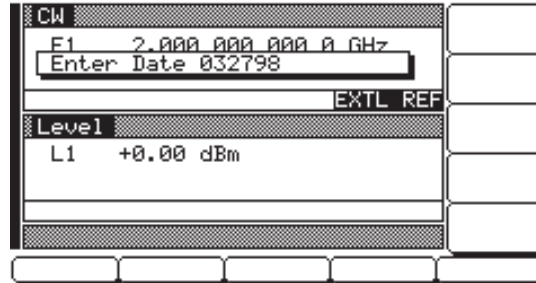 CW
F1 2.000 000 000 0 GHz
Enter Date 032798
EXTL REF
Level
L1 +0.00 dBm